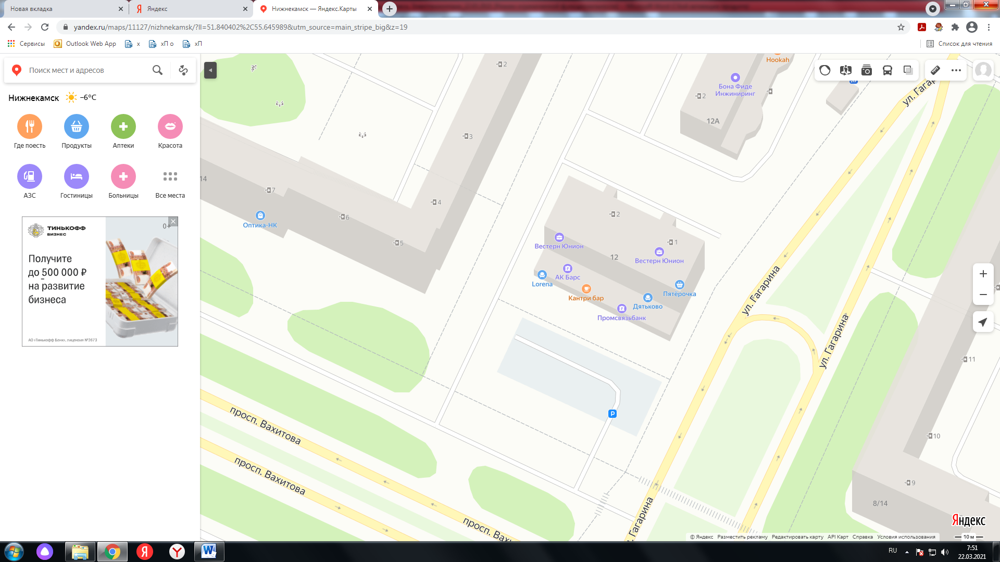 Новая вкладка
Яндекс
Нижнекамск — Яндекс.Карты
yandex.ru/maps/11127/nizhnekamsk/?ll=51.840402%2C55.645989&utm_source=main_stripe_big&z=19
Сервисы
Outlook Web App
х
хП о
хП
Список для чтения
Поиск мест и адресов
Нижнекамск
−6°C
Где поесть
Продукты
Аптеки
Красота
АЗС
Гостиницы
Больницы
Все места
0+
ТИНЬКОФФ
БИЗНЕС
Получите
до 500 000 ₽
на развитие
бизнеса
АО «Тинькофф Банк», лицензия №2673
2
3
4
5
6
7
14
Оптика-НК
Hookah
Бона Фиде
Инжиниринг
2
12А
ул. Гагарина
2
1
12
Вестерн Юнион
Вестерн Юнион
Lorena
АК Барс
Кантри бар
Пятёрочка
Дятьково
Промсвязьбанк
ул. Гагарина
ул. Гагарина
P
11
10
9
8/14
просп. Вахитова
просп. Вахитова
Гагарина
Яндекс
© Яндекс
Разместить рекламу
Редактировать карту
API Карт
Справка
Условия использования
10 м
RU
7:51
22.03.2021